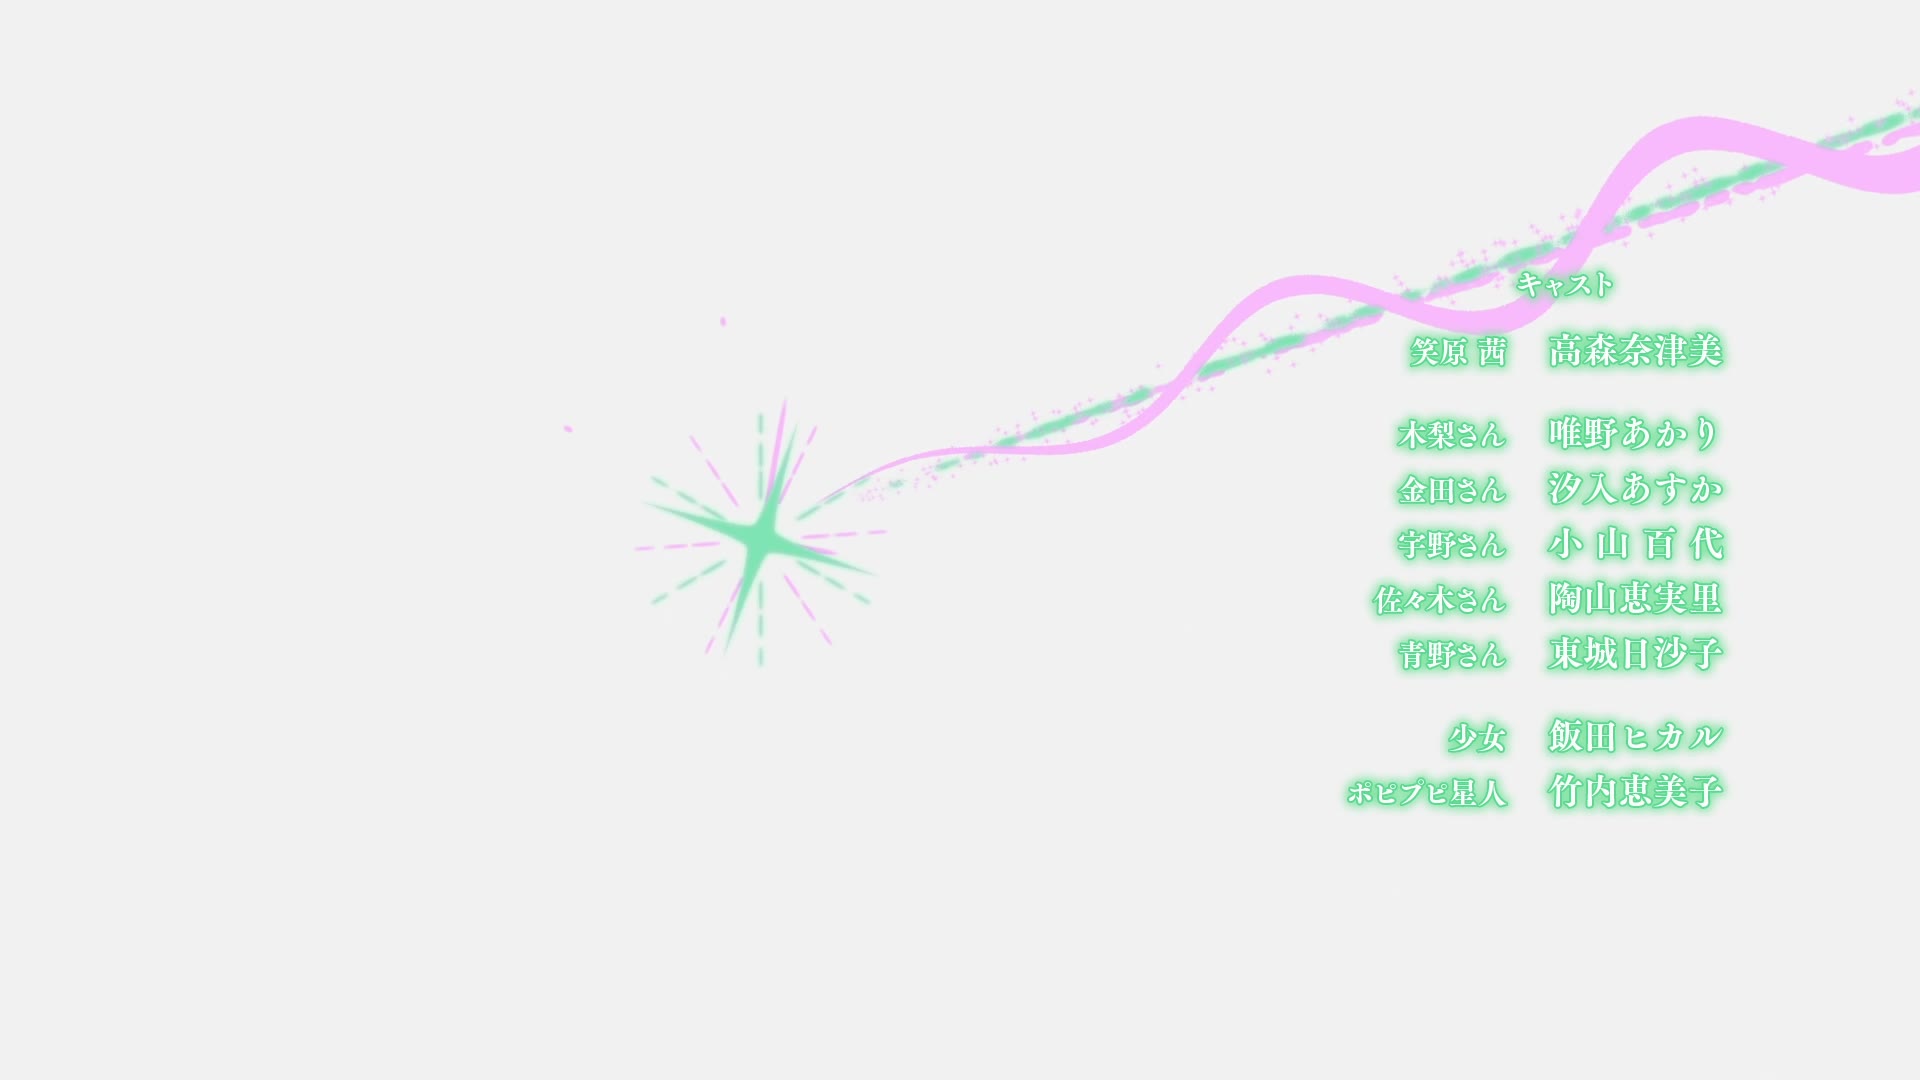 キャスト
笑原 茜 高森奈津美
木梨さん 唯野あかり
金田さん 汐入あすか
宇野さん 小山百代
佐々木さん 陶山恵実里
青野さん 東城日沙子
少女 飯田ヒカル
ポピプピ星人 竹内恵美子